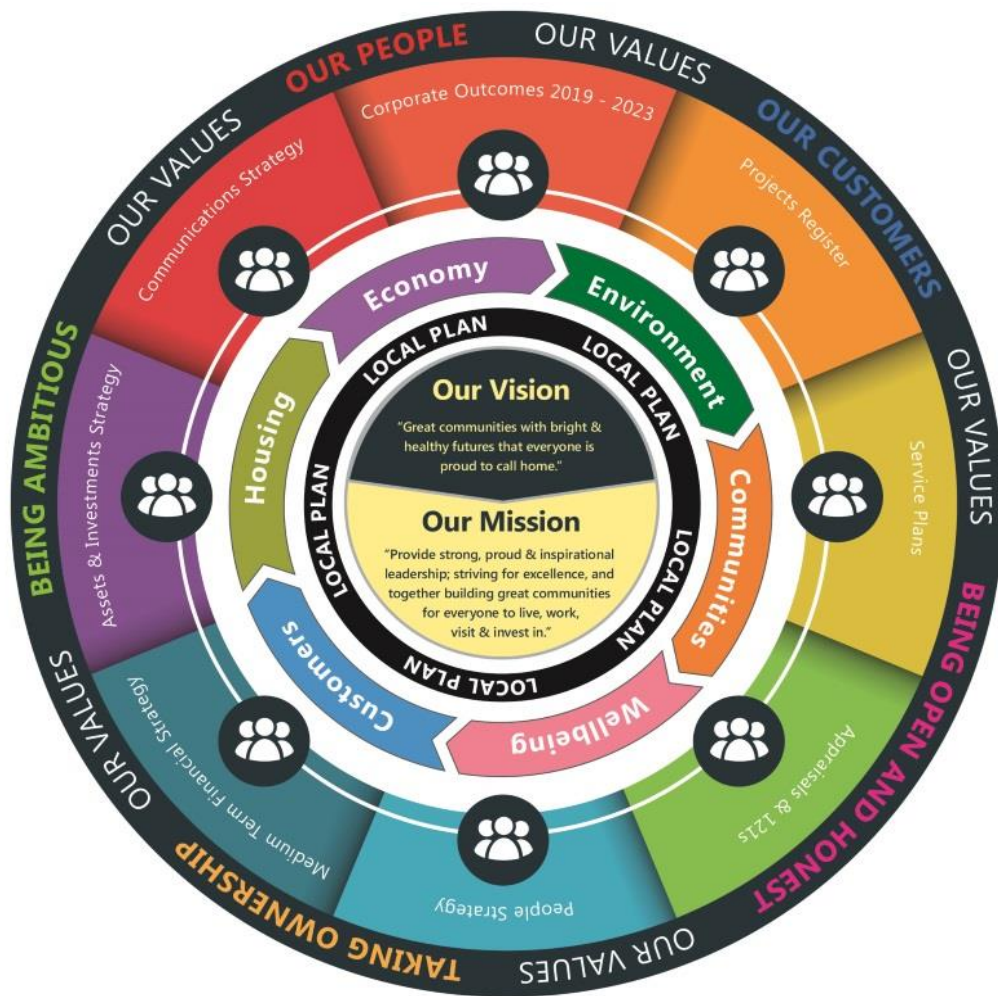 OUR PEOPLE
OUR VALUES
OUR CUSTOMERS
OUR VALUES
BEING OPEN AND HONEST
OUR VALUES
TAKING OWNERSHIP
OUR VALUES
BEING AMBITIOUS
OUR VALUES
Corporate Outcomes 2019 - 2023
Projects Register
Service Plans
Appraisals & 121s
People Strategy
Medium Term Financial Strategy
Assets & Investments Strategy
Communications Strategy
Economy
Environment
Communities
Wellbeing
Customers
Housing
LOCAL PLAN
LOCAL PLAN
LOCAL PLAN
LOCAL PLAN
LOCAL PLAN
LOCAL PLAN
Our Vision
"Great communities with bright &
healthy futures that everyone is
proud to call home."
Our Mission
"Provide strong, proud & inspirational
leadership; striving for excellence, and
together building great communities
for everyone to live, work,
visit & invest in."